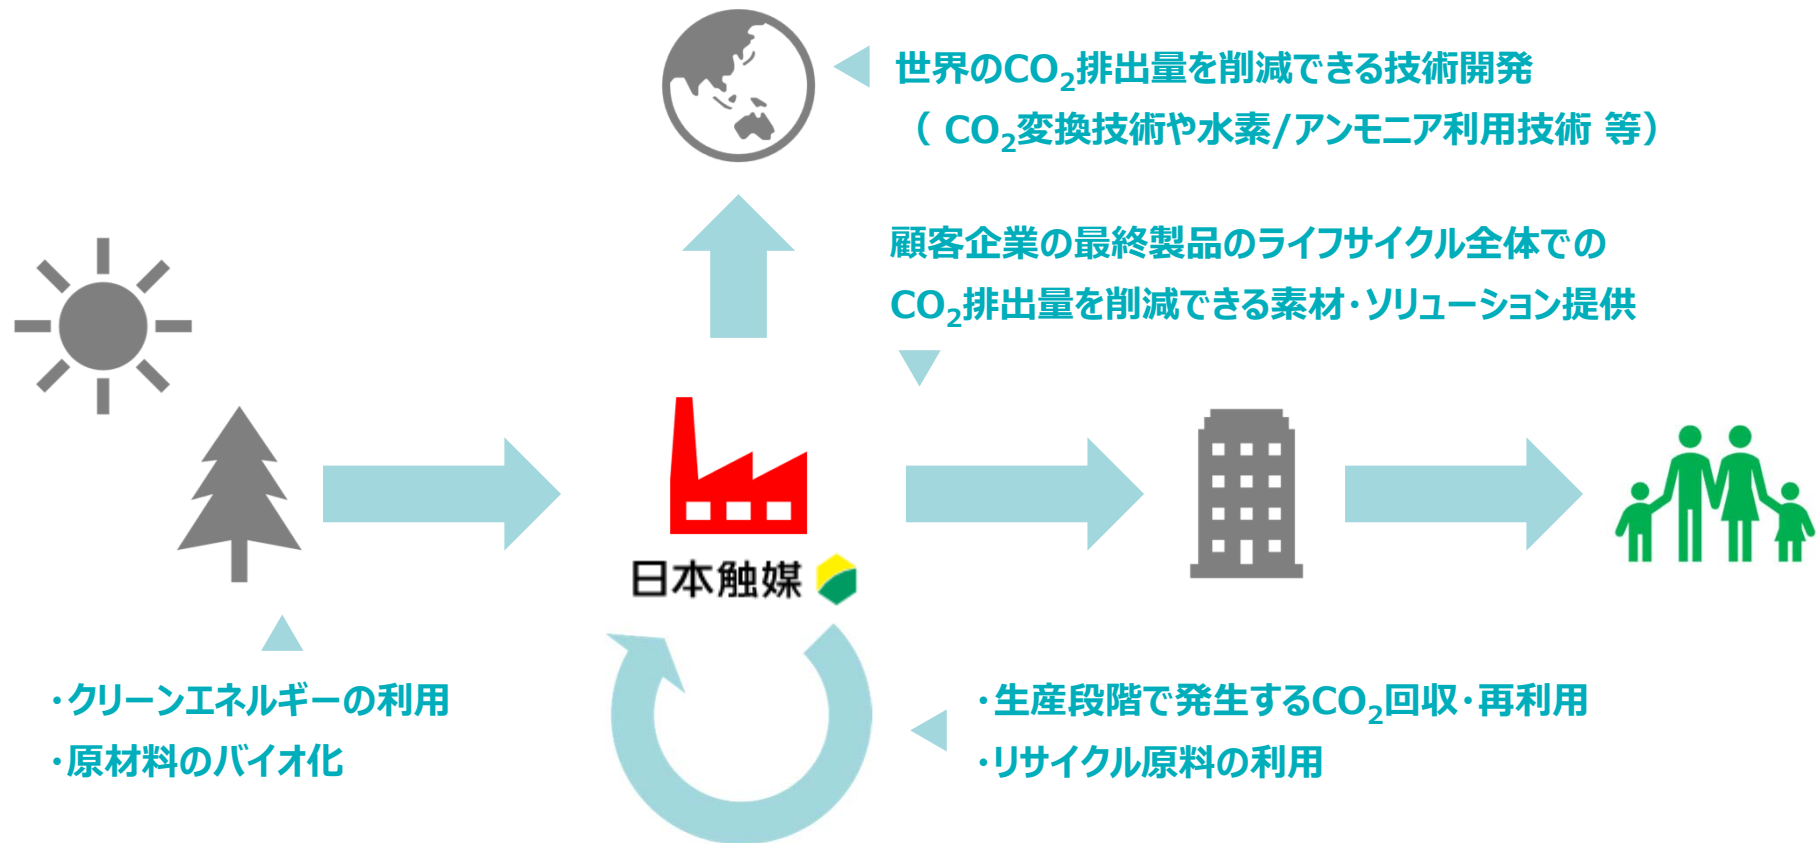 世界のCO₂排出量を削減できる技術開発
（ CO₂変換技術や水素/アンモニア利用技術 等）
顧客企業の最終製品のライフサイクル全体での
CO₂排出量を削減できる素材・ソリューション提供
日本触媒
・クリーンエネルギーの利用
・原材料のバイオ化
・生産段階で発生するCO₂回収・再利用
・リサイクル原料の利用